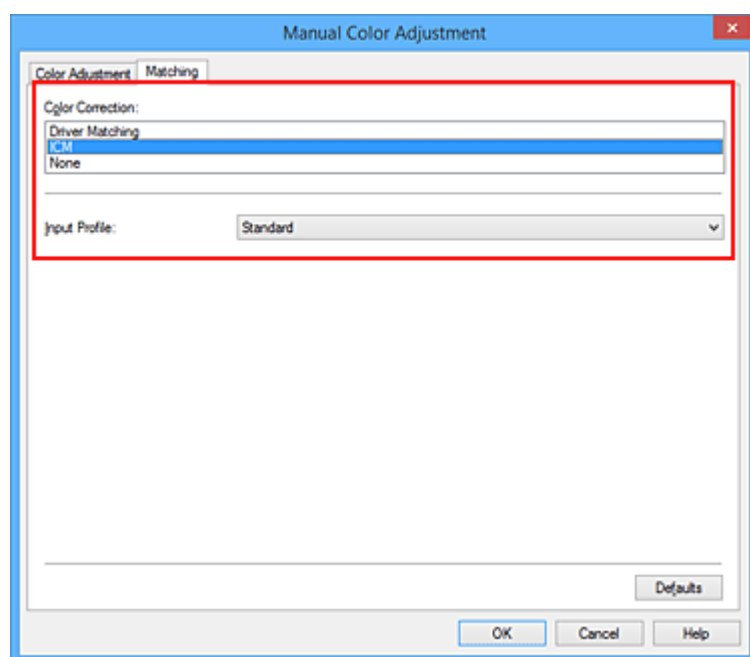 Manual Color Adjustment
Color Adjustment Matching
Color Correction:
Driver Matching
ICM
None
Input Profile: Standard
Defaults
OK Cancel Help